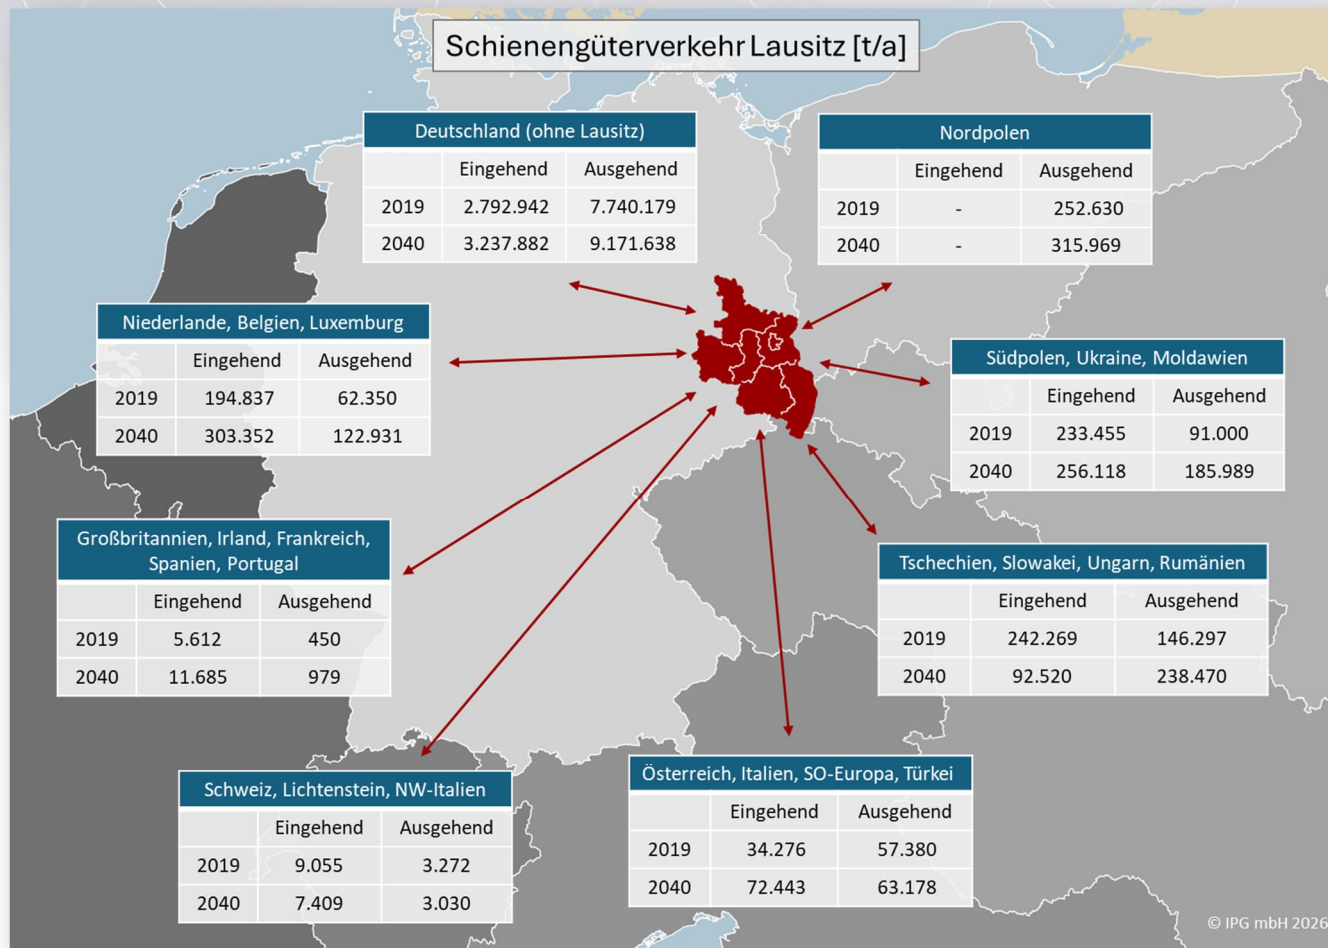 Schienengüterverkehr Lausitz [t/a]
Deutschland (ohne Lausitz)
Eingehend Ausgehend
2019 2.792.942 7.740.179
2040 3.237.882 9.171.638
Nordpolen
Eingehend Ausgehend
2019 - 252.630
2040 - 315.969
Niederlande, Belgien, Luxemburg
Eingehend Ausgehend
2019 194.837 62.350
2040 303.352 122.931
Südpolen, Ukraine, Moldawien
Eingehend Ausgehend
2019 233.455 91.000
2040 256.118 185.989
Großbritannien, Irland, Frankreich,
Spanien, Portugal
Eingehend Ausgehend
2019 5.612 450
2040 11.685 979
Tschechien, Slowakei, Ungarn, Rumänien
Eingehend Ausgehend
2019 242.269 146.297
2040 92.520 238.470
Schweiz, Lichtenstein, NW-Italien
Eingehend Ausgehend
2019 9.055 3.272
2040 7.409 3.030
Österreich, Italien, SO-Europa, Türkei
Eingehend Ausgehend
2019 34.276 57.380
2040 72.443 63.178
© IPG mbH 2026